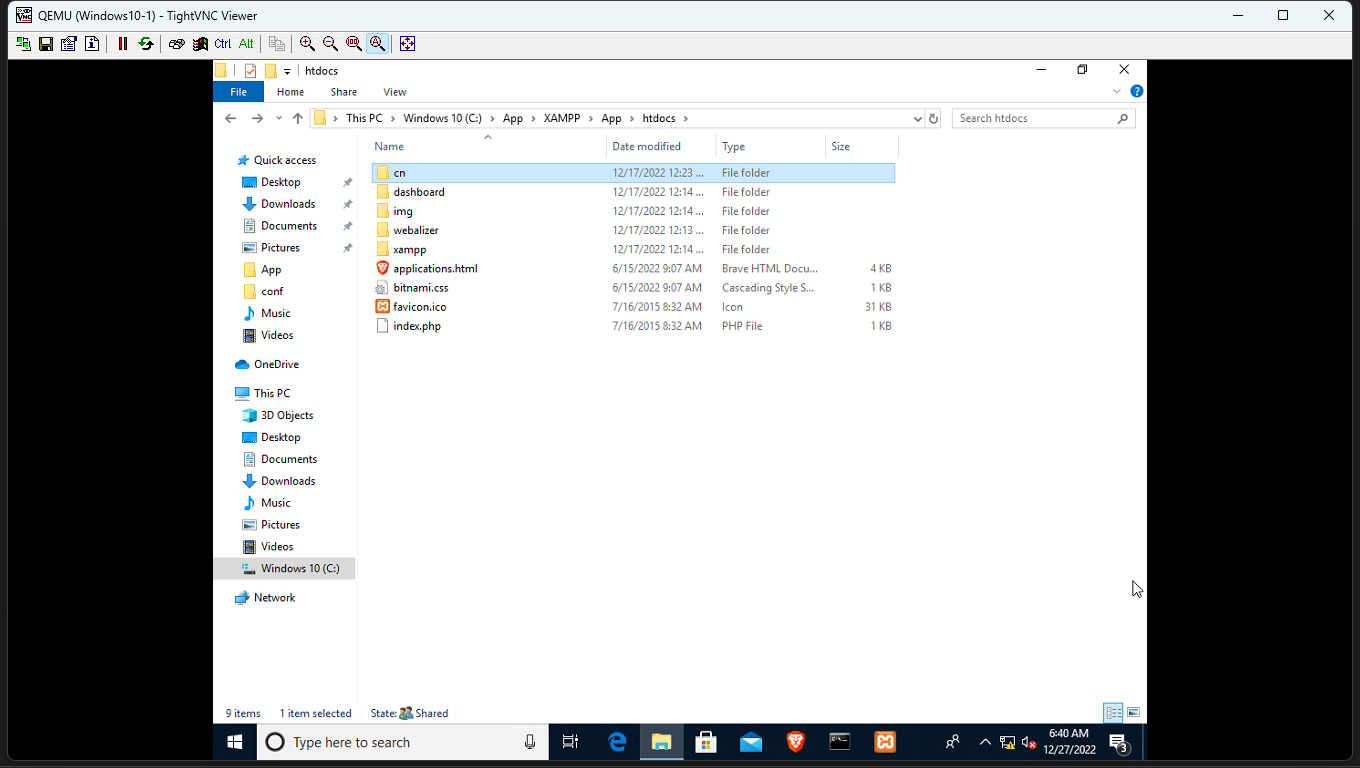 QEMU (Windows10-1) - TightVNC Viewer
Ctrl Alt
htdocs
File Home Share View
This PC > Windows 10 (C:) > App > XAMPP > App > htdocs >
Search htdocs
Name Date modified Type Size
cn 12/17/2022 12:23 ... File folder
dashboard 12/17/2022 12:14 ... File folder
img 12/17/2022 12:14 ... File folder
webalizer 12/17/2022 12:13 ... File folder
xampp 12/17/2022 12:14 ... File folder
applications.html 6/15/2022 9:07 AM Brave HTML Docu... 4 KB
bitnami.css 6/15/2022 9:07 AM Cascading Style S... 1 KB
favicon.ico 7/16/2015 8:32 AM Icon 31 KB
index.php 7/16/2015 8:32 AM PHP File 1 KB
Quick access
Desktop
Downloads
Documents
Pictures
App
conf
Music
Videos
OneDrive
This PC
3D Objects
Desktop
Documents
Downloads
Music
Pictures
Videos
Windows 10 (C:)
Network
9 items 1 item selected State: Shared
Type here to search
6:40 AM
12/27/2022
3